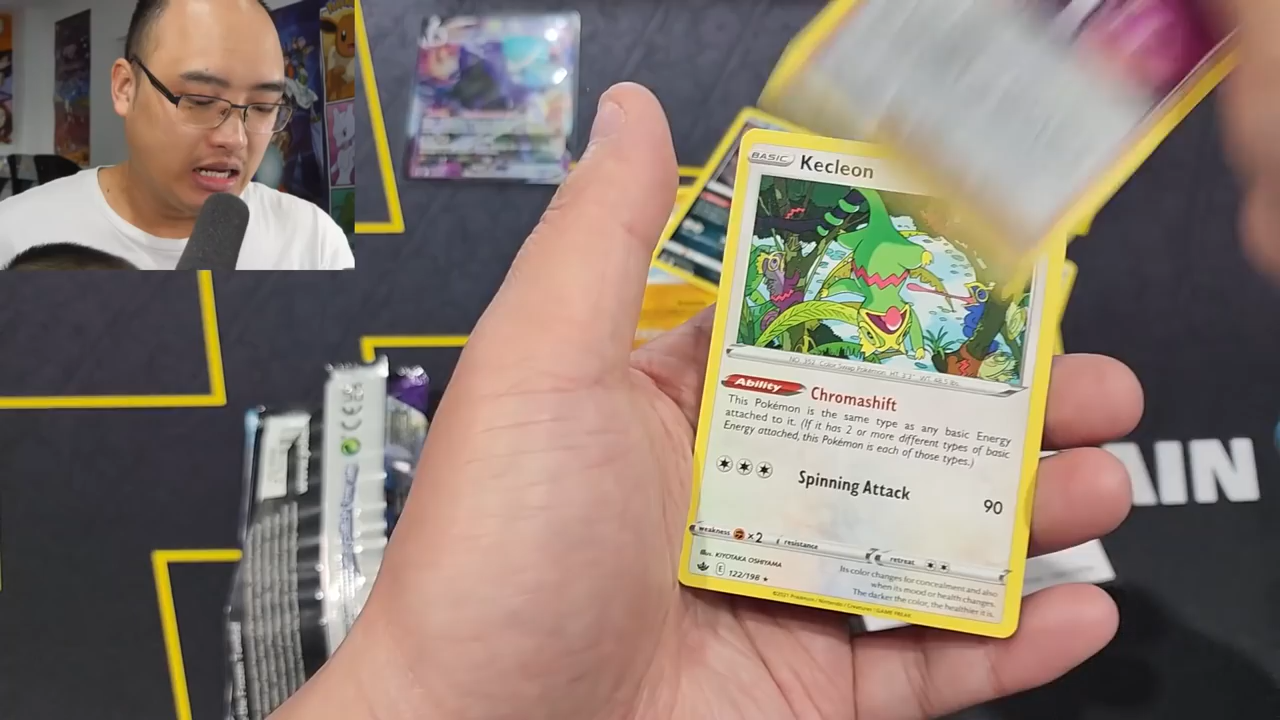 BASIC Kecleon
NO. 352 Color Swap Pokémon HT: 3'3" WT: 48.5 lbs.
Ability Chromashift
This Pokémon is the same type as any basic Energy
attached to it. (If it has 2 or more different types of basic
Energy attached, this Pokémon is each of those types.)
Spinning Attack 90
weakness ×2 resistance retreat
Illus. KIYOTAKA OSHIYAMA
E 122/198 ★
Its color changes for concealment and also
when its mood or health changes.
The darker the color, the healthier it is.
©2021 Pokémon / Nintendo / Creatures / GAME FREAK
AIN